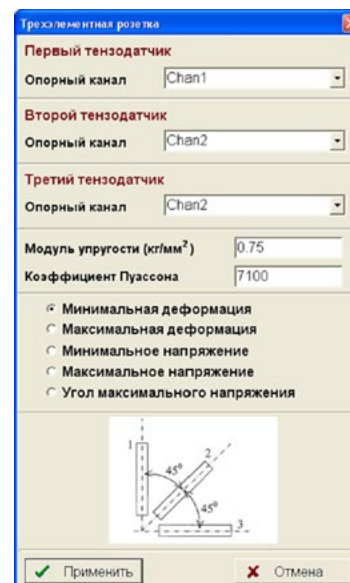 Трехэлементная розетка
Первый тензодатчик
Опорный канал Chan1
Второй тензодатчик
Опорный канал Chan2
Третий тензодатчик
Опорный канал Chan2
Модуль упругости (кг/мм²) 0.75
Коэффициент Пуассона 7100
Минимальная деформация
Максимальная деформация
Минимальное напряжение
Максимальное напряжение
Угол максимального напряжения
1
2
45⁰
45⁰
3
Применить Отмена